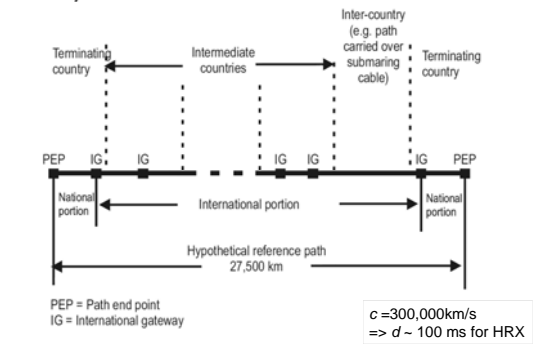 Inter-country
(e.g. path
carried over
submaring
cable)
Terminating
country
Intermediate
countries
Terminating
country
PEP IG IG IG IG IG PEP
National
portion
International portion
National
portion
Hypothetical reference path
27,500 km
PEP = Path end point
IG = International gateway
c =300,000km/s
=> d ~ 100 ms for HRX